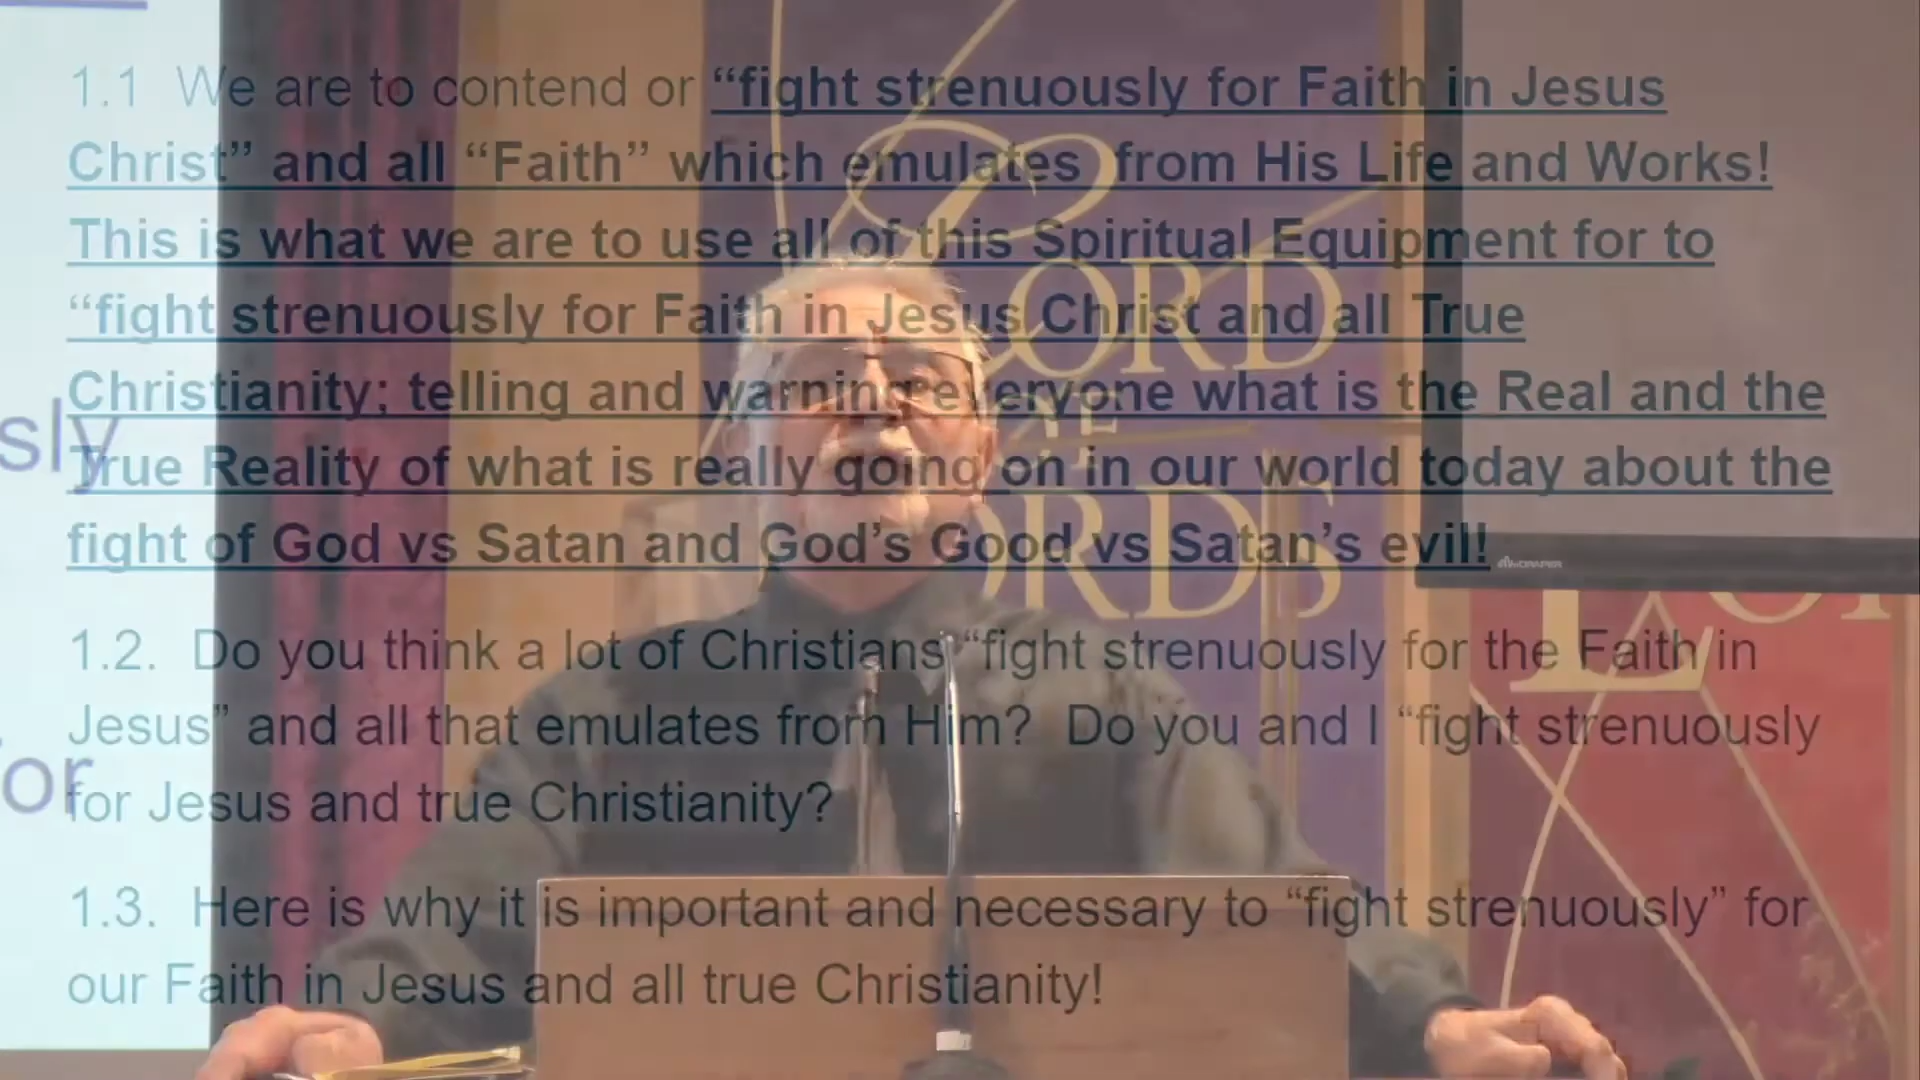 1.1 We are to contend or “fight strenuously for Faith in Jesus
Christ” and all “Faith” which emulates from His Life and Works!
This is what we are to use all of this Spiritual Equipment for to
“fight strenuously for Faith in Jesus Christ and all True
Christianity; telling and warning everyone what is the Real and the
True Reality of what is really going on in our world today about the
fight of God vs Satan and God’s Good vs Satan’s evil!
1.2. Do you think a lot of Christians “fight strenuously for the Faith in
Jesus” and all that emulates from Him? Do you and I “fight strenuously
for Jesus and true Christianity?
1.3. Here is why it is important and necessary to “fight strenuously” for
our Faith in Jesus and all true Christianity!
sly
or
LORD
OF
LORDS
DRAPER
LOR